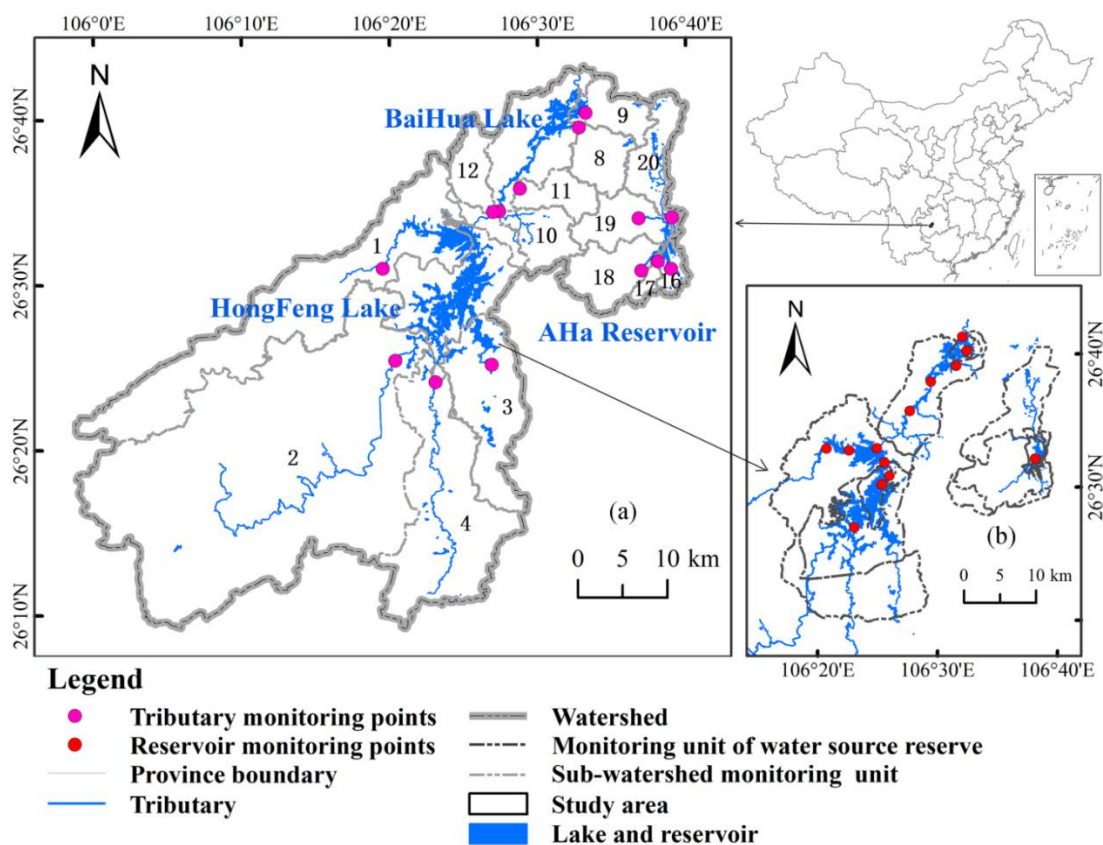 106°0'E 106°10'E 106°20'E 106°30'E 106°40'E
N
26°40'N
26°30'N
26°20'N
26°10'N
BaiHua Lake
9
8
20
12
11
10
19
1
18
17
16
HongFeng Lake
AHa Reservoir
3
2
4
(a)
0 5 10 km
N
26°40'N
26°30'N
(b)
0 5 10 km
106°20'E 106°30'E 106°40'E
Legend
Tributary monitoring points
Reservoir monitoring points
Province boundary
Tributary
Watershed
Monitoring unit of water source reserve
Sub-watershed monitoring unit
Study area
Lake and reservoir